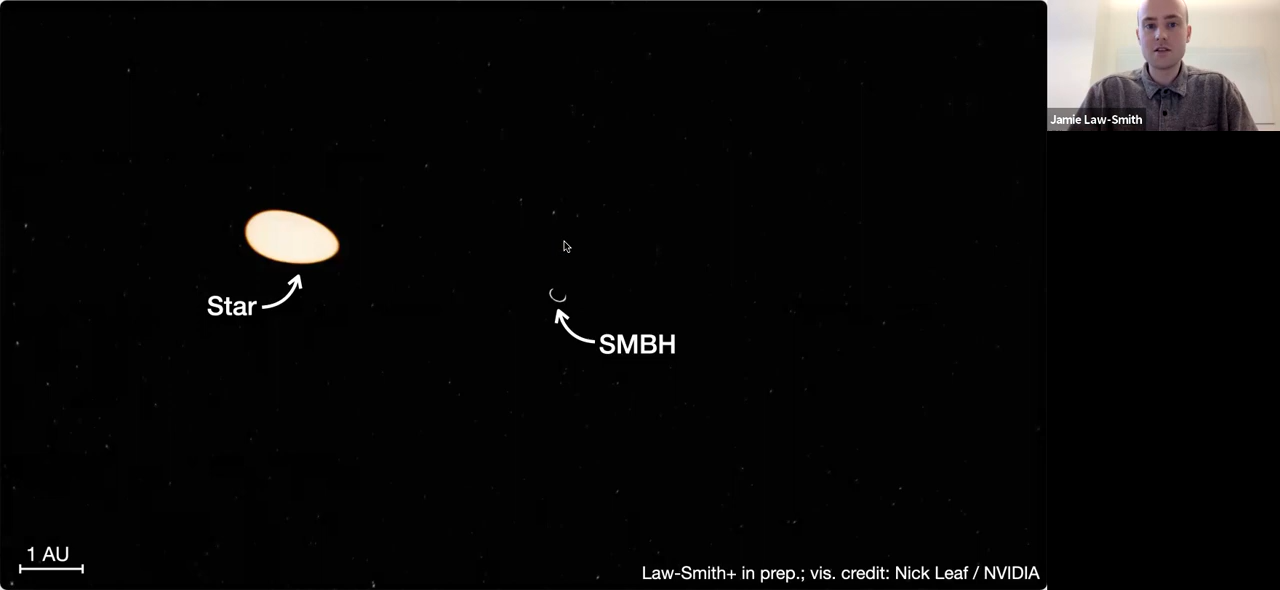 Jamie Law-Smith
Star
SMBH
1 AU
Law-Smith+ in prep.; vis. credit: Nick Leaf / NVIDIA